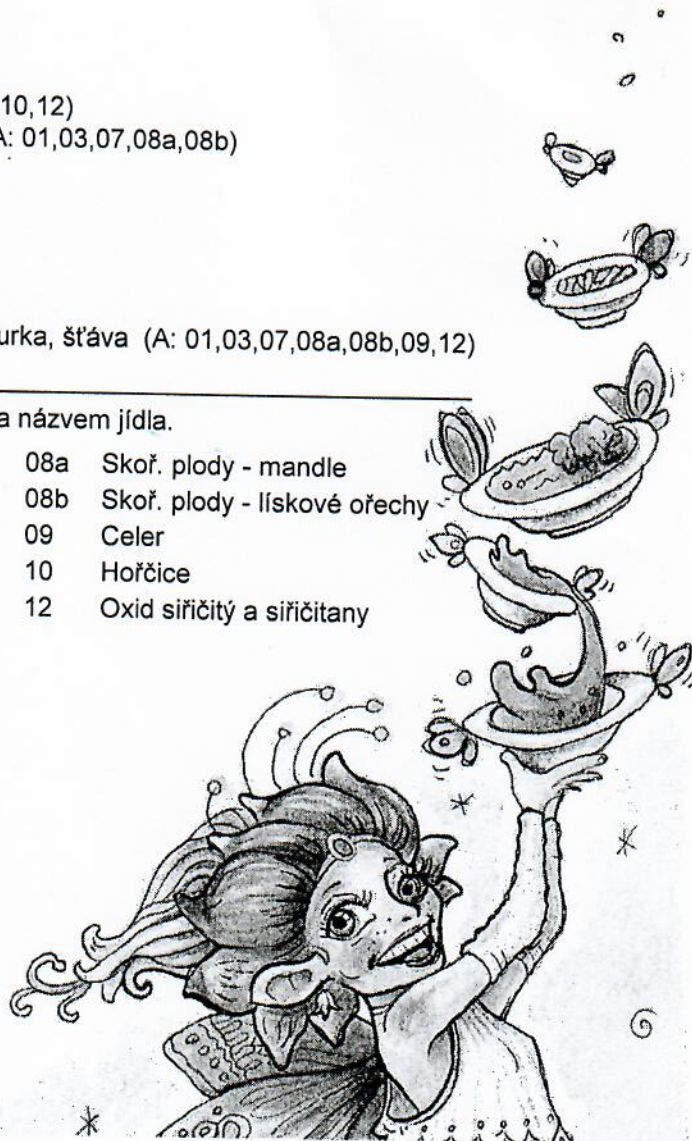 10,12)
A: 01,03,07,08a,08b)
urka, šťáva (A: 01,03,07,08a,08b,09,12)
a názvem jídla.
08a Skoř. plody - mandle
08b Skoř. plody - lískové ořechy
09 Celer
10 Hořčice
12 Oxid siřičitý a siřičitany